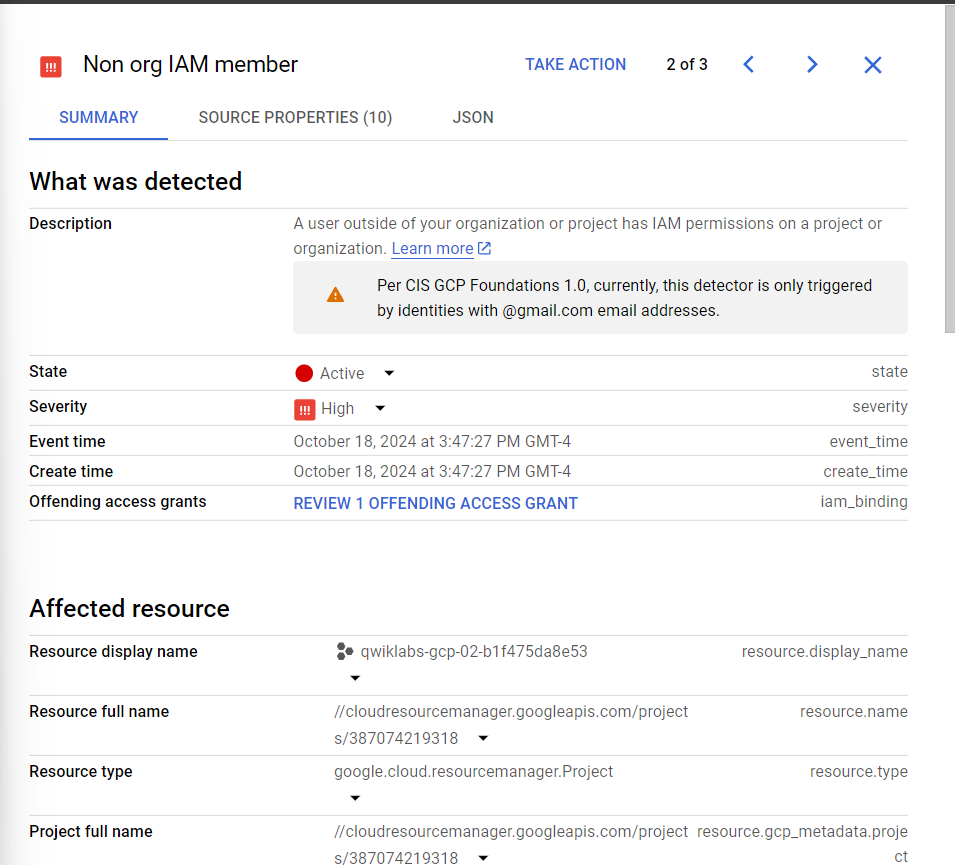 Non org IAM member TAKE ACTION 2 of 3
SUMMARY SOURCE PROPERTIES (10) JSON
What was detected
Description A user outside of your organization or project has IAM permissions on a project or
organization. Learn more
Per CIS GCP Foundations 1.0, currently, this detector is only triggered
by identities with @gmail.com email addresses.
State Active state
Severity !!! High severity
Event time October 18, 2024 at 3:47:27 PM GMT-4 event_time
Create time October 18, 2024 at 3:47:27 PM GMT-4 create_time
Offending access grants REVIEW 1 OFFENDING ACCESS GRANT iam_binding
Affected resource
Resource display name qwiklabs-gcp-02-b1f475da8e53 resource.display_name
Resource full name //cloudresourcemanager.googleapis.com/project resource.name
s/387074219318
Resource type google.cloud.resourcemanager.Project resource.type
Project full name //cloudresourcemanager.googleapis.com/project resource.gcp_metadata.proje
s/387074219318 ct